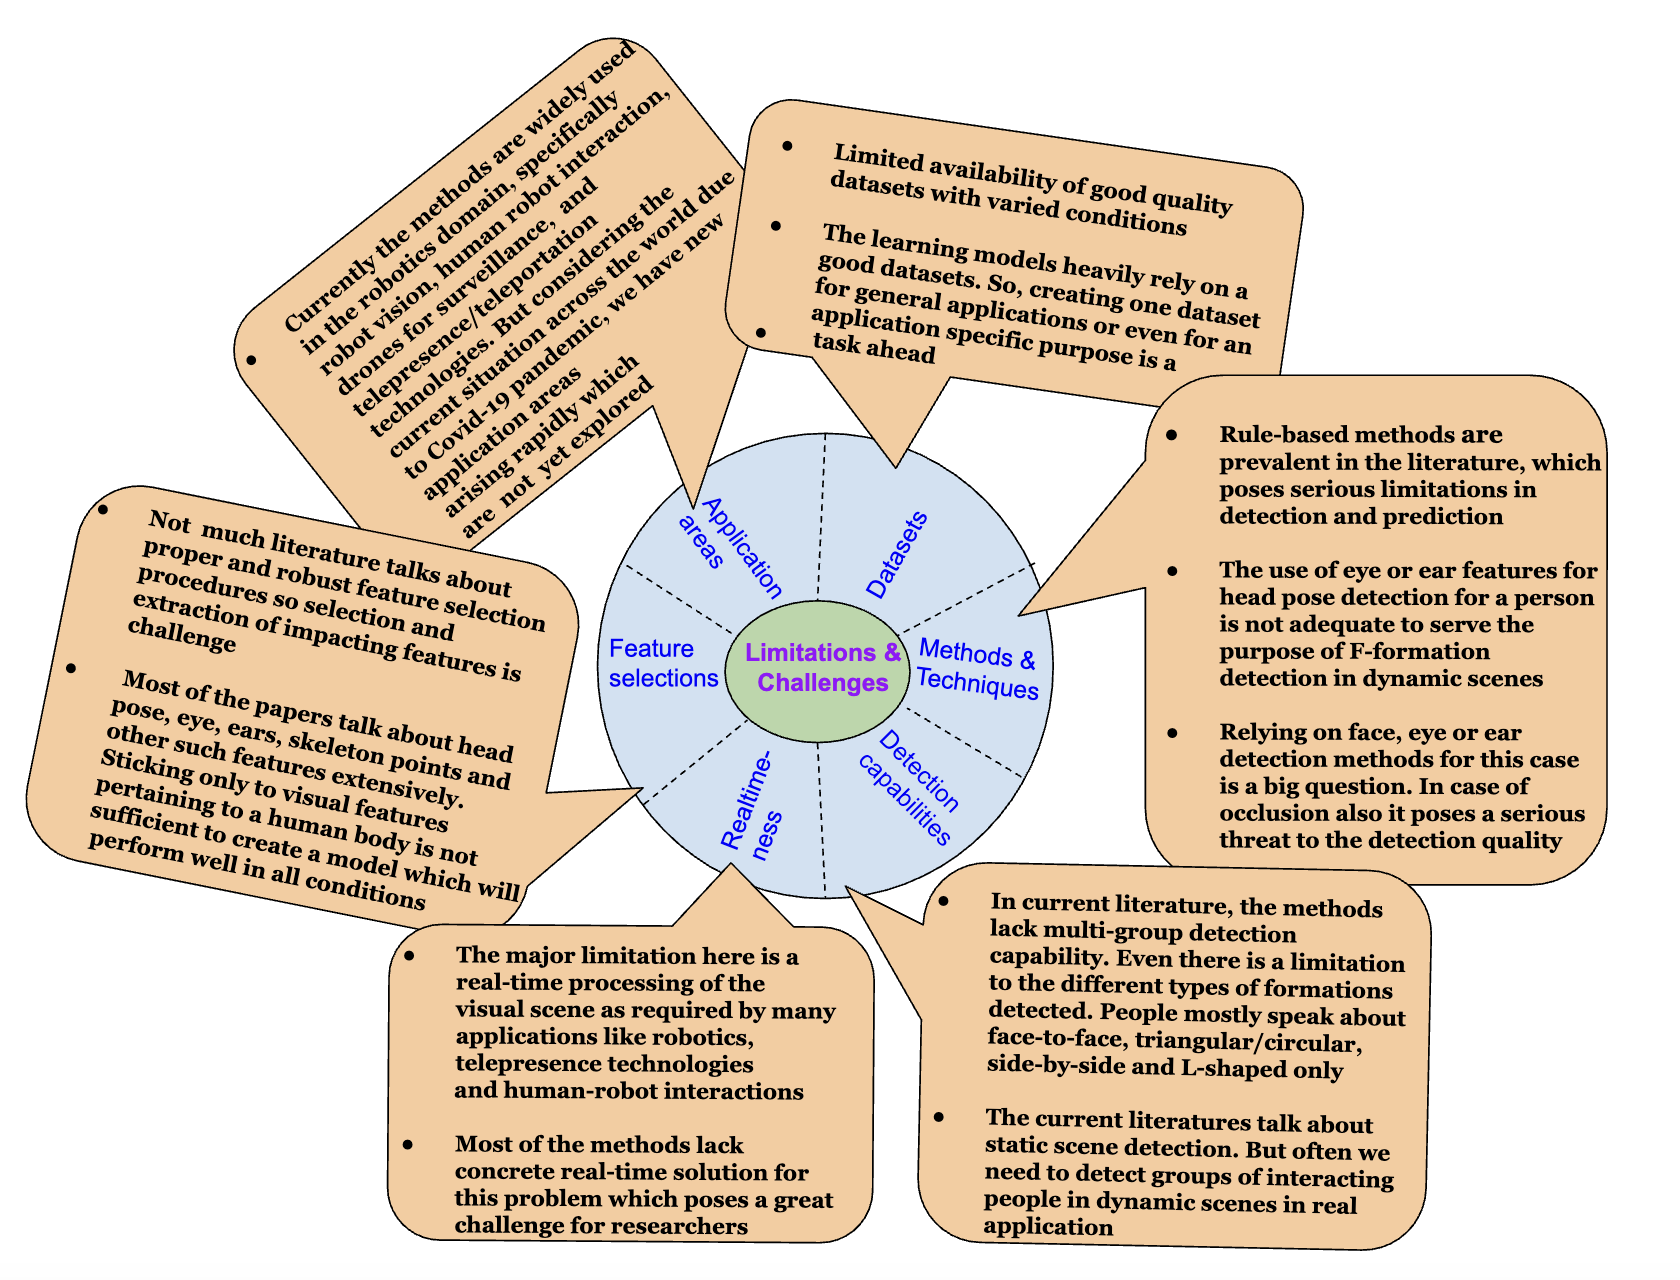 Currently the methods are widely used
in the robotics domain, specifically
robot vision, human robot interaction,
drones for surveillance, and
telepresence/teleportation
technologies. But considering the
current situation across the world due
to Covid-19 pandemic, we have new
application areas
arising rapidly which
are not yet explored
Limited availability of good quality
datasets with varied conditions
The learning models heavily rely on a
good datasets. So, creating one dataset
for general applications or even for an
application specific purpose is a
task ahead
Rule-based methods are
prevalent in the literature, which
poses serious limitations in
detection and prediction
The use of eye or ear features for
head pose detection for a person
is not adequate to serve the
purpose of F-formation
detection in dynamic scenes
Relying on face, eye or ear
detection methods for this case
is a big question. In case of
occlusion also it poses a serious
threat to the detection quality
Not much literature talks about
proper and robust feature selection
procedures so selection and
extraction of impacting features is
challenge
Most of the papers talk about head
pose, eye, ears, skeleton points and
other such features extensively.
Sticking only to visual features
pertaining to a human body is not
sufficient to create a model which will
perform well in all conditions
Application
areas
Datasets
Feature
selections
Limitations &
Challenges
Methods &
Techniques
Realtime-
ness
Detection
capabilities
The major limitation here is a
real-time processing of the
visual scene as required by many
applications like robotics,
telepresence technologies
and human-robot interactions
Most of the methods lack
concrete real-time solution for
this problem which poses a great
challenge for researchers
In current literature, the methods
lack multi-group detection
capability. Even there is a limitation
to the different types of formations
detected. People mostly speak about
face-to-face, triangular/circular,
side-by-side and L-shaped only
The current literatures talk about
static scene detection. But often we
need to detect groups of interacting
people in dynamic scenes in real
application